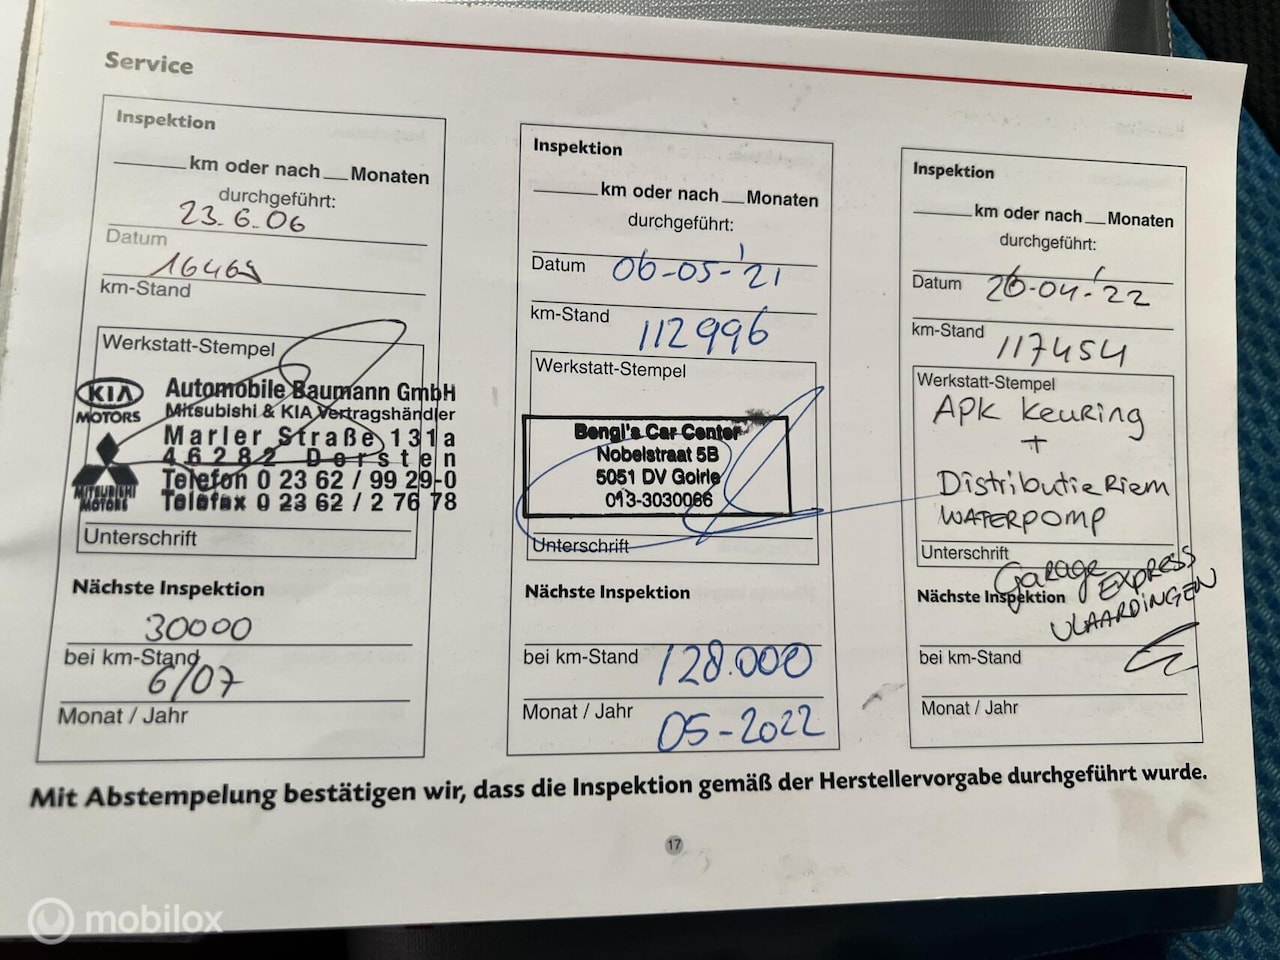 Service
Inspektion
km oder nach Monaten
durchgeführt:
23.6.06
Datum
km-Stand
Werkstatt-Stempel
KIA MOTORS
MITSUBISHI MOTORS
Automobile Baumann GmbH
Mitsubishi & KIA Vertragshändler
Marler Straße 131a
46282 Dorsten
Telefon 0 23 62 / 99 29-0
Telefax 0 23 62 / 2 76 78
Unterschrift
Nächste Inspektion
30000
bei km-Stand
6/07
Monat / Jahr
Inspektion
km oder nach Monaten
durchgeführt:
Datum 06-05-'21
km-Stand 112996
Werkstatt-Stempel
Bengl's Car Center
Nobelstraat 5B
5051 DV Goirle
013-3030066
Unterschrift
Nächste Inspektion
bei km-Stand 128.000
Monat / Jahr 05-2022
Inspektion
km oder nach Monaten
durchgeführt:
Datum 26-04-'22
km-Stand 117454
Werkstatt-Stempel
APK Keuring
+
Distributie Riem
WATERPOMP
Unterschrift
Garage EXPRESS
VLAARDINGEN
Nächste Inspektion
bei km-Stand
Monat / Jahr
Mit Abstempelung bestätigen wir, dass die Inspektion gemäß der Herstellervorgabe durchgeführt wurde.
17
mobilox